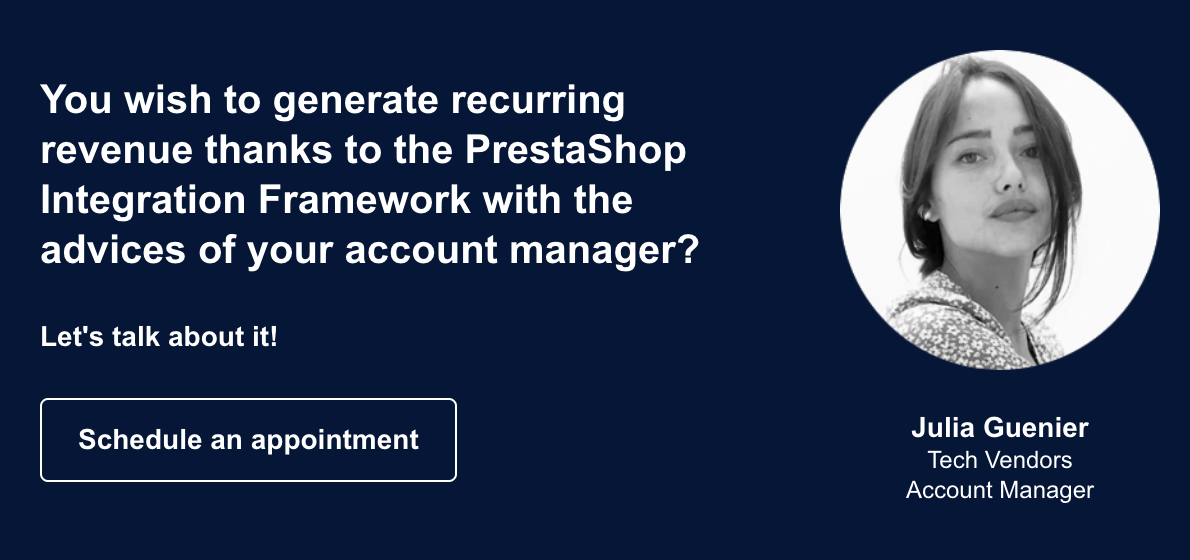 You wish to generate recurring
revenue thanks to the PrestaShop
Integration Framework with the
advices of your account manager?
Let's talk about it!
Schedule an appointment
Julia Guenier
Tech Vendors
Account Manager